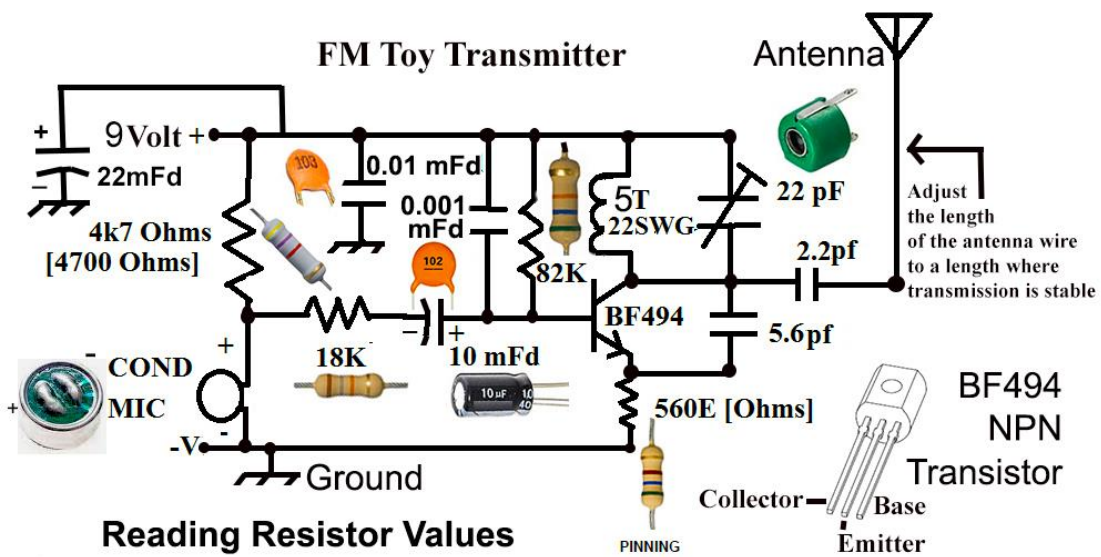 FM Toy Transmitter
Antenna
+
9Volt +
22mFd
103
0.01 mFd
0.001
mFd
102
4k7 Ohms
[4700 Ohms]
82K
5T
22SWG
22 pF
2.2pf
5.6pf
Adjust
the length
of the antenna wire
to a length where
transmission is stable
18K
- +
10 mFd
10 µF
BF494
560E [Ohms]
- COND
+ MIC
+
-
-V
Ground
BF494
NPN
Transistor
Collector
Base
Emitter
Reading Resistor Values
PINNING